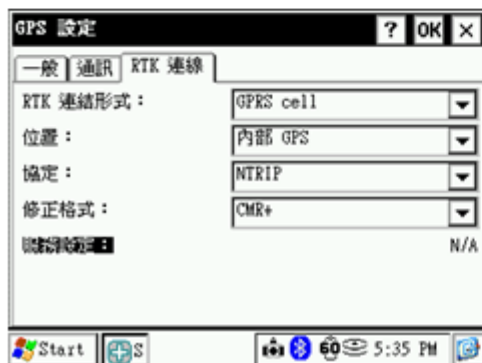 GPS 設定 ? OK ×
一般 通訊 RTK 連線
RTK 連結形式： GPRS cell
位置： 內部 GPS
協定： NTRIP
修正格式： CMR+
N/A
Start S 60 5:35 PM